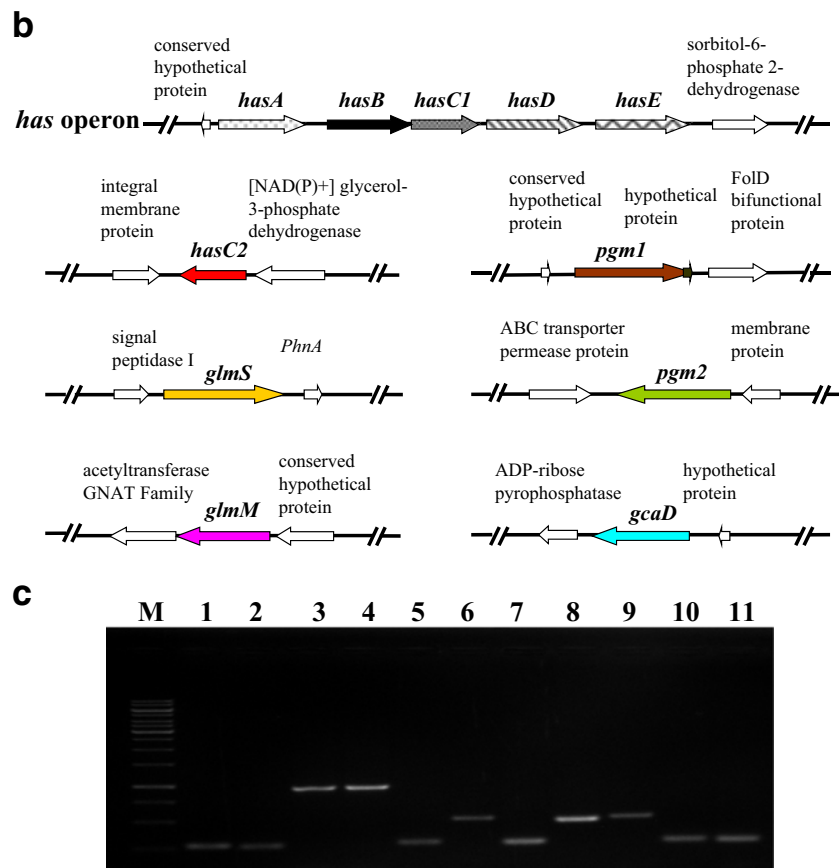 b
conserved
hypothetical
protein
sorbitol-6-
phosphate 2-
dehydrogenase
hasA hasB hasC1 hasD hasE
has operon
integral
membrane
protein
[NAD(P)+] glycerol-
3-phosphate
dehydrogenase
hasC2
conserved
hypothetical
protein
hypothetical
protein
FolD
bifunctional
protein
pgm1
signal
peptidase I
PhnA
glmS
ABC transporter
permease protein
membrane
protein
pgm2
acetyltransferase
GNAT Family
conserved
hypothetical
protein
glmM
ADP-ribose
pyrophosphatase
hypothetical
protein
gcaD
c
M 1 2 3 4 5 6 7 8 9 10 11